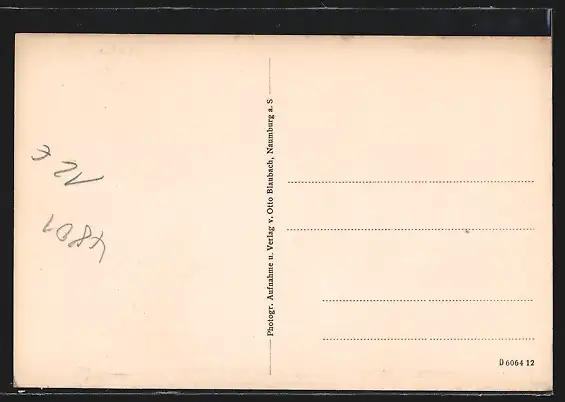 Photogr. Aufnahme u. Verlag v. Otto Blaubach, Naumburg a. S
D 6064 12